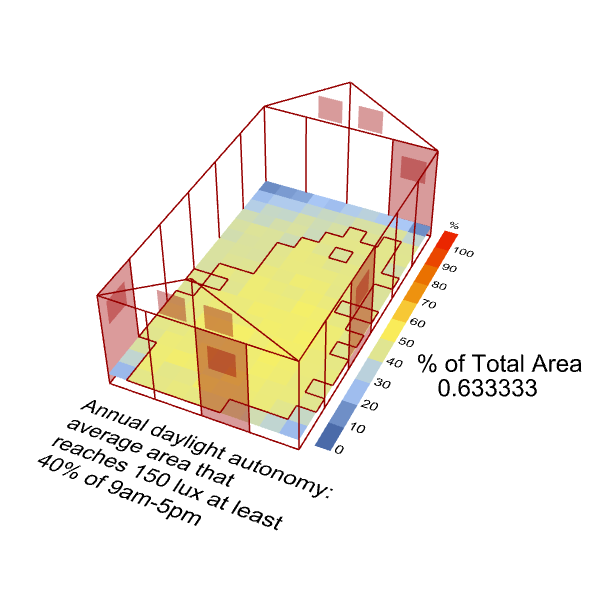 %
100
90
80
70
60
50
40
30
20
10
0
% of Total Area
0.633333
Annual daylight autonomy:
average area that
reaches 150 lux at least
40% of 9am-5pm